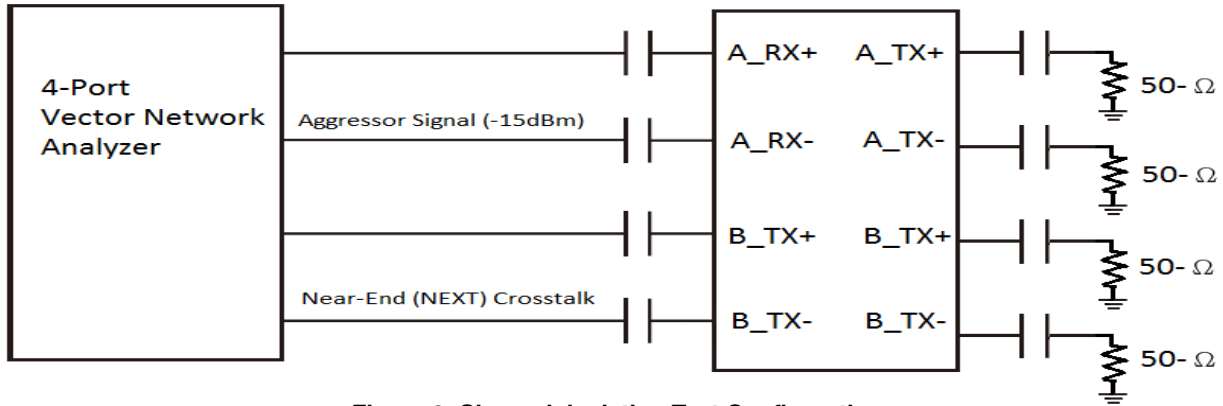 4-Port
Vector Network
Analyzer
Aggressor Signal (-15dBm)
Near-End (NEXT) Crosstalk
A_RX+ A_TX+
A_RX- A_TX-
B_TX+ B_TX+
B_TX- B_TX-
50- Ω
50- Ω
50- Ω
50- Ω